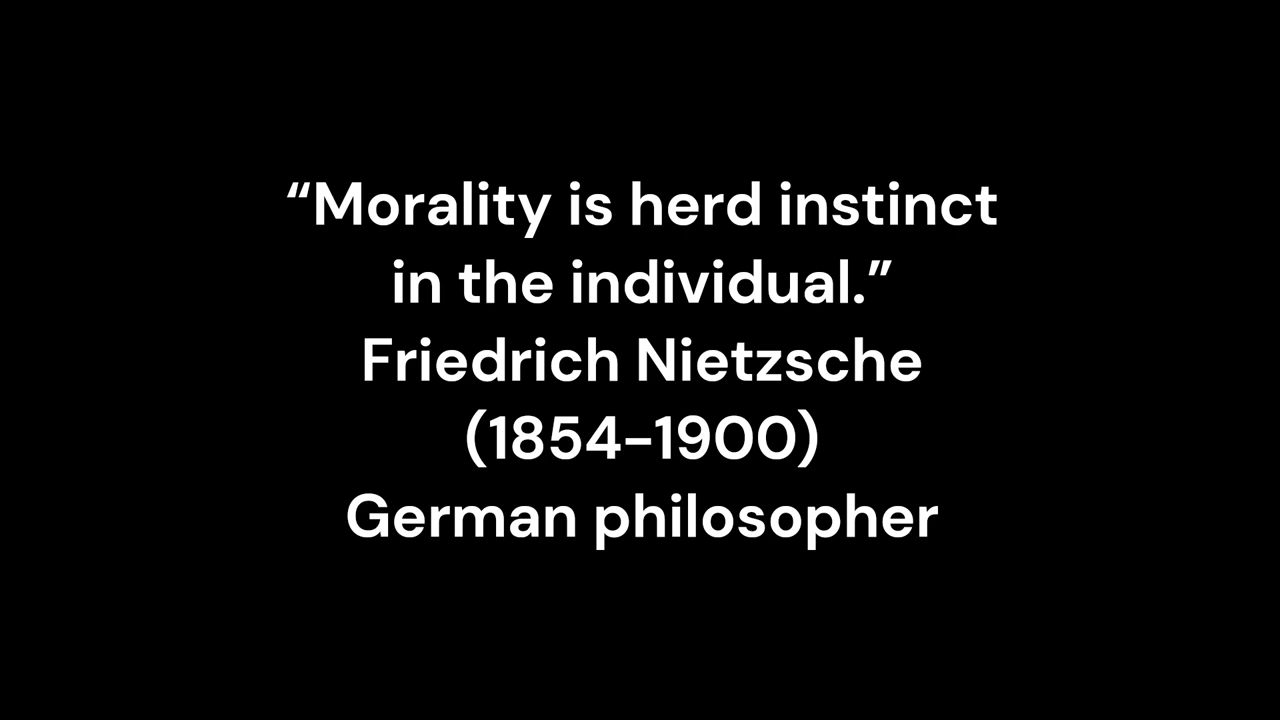 “Morality is herd instinct
in the individual.”
Friedrich Nietzsche
(1854–1900)
German philosopher